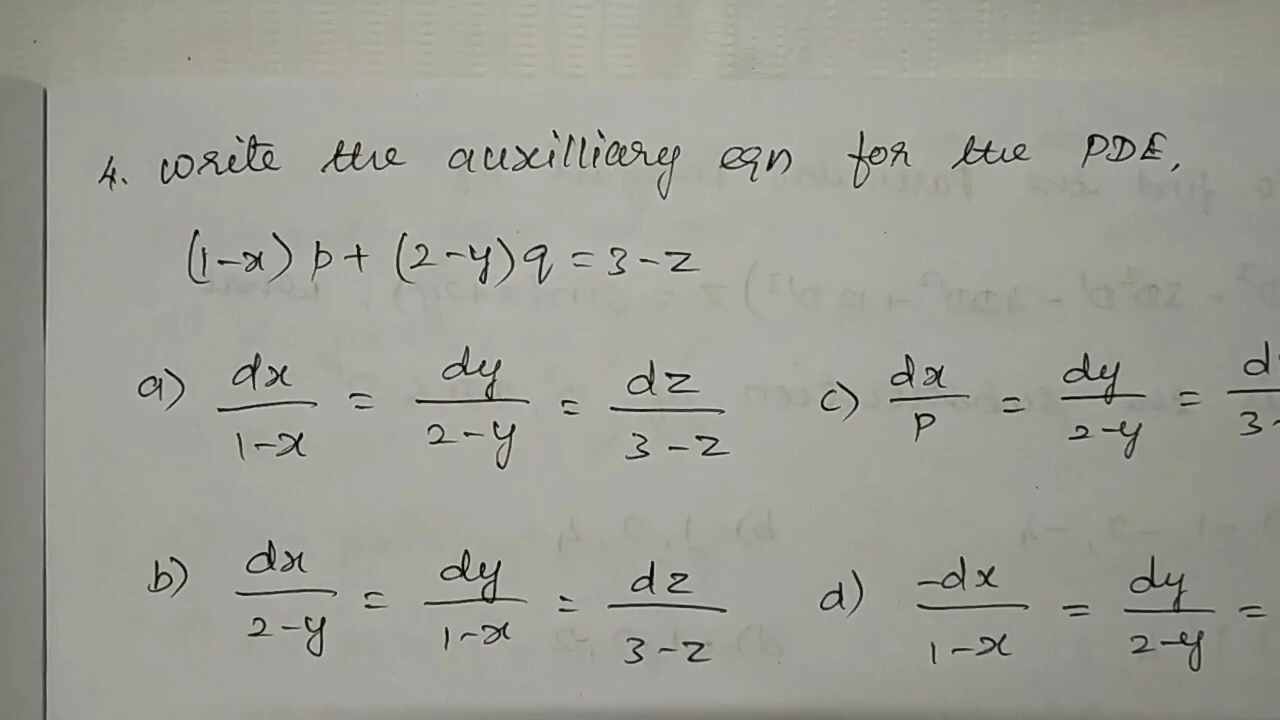 4. write the auxilliary eqn for the PDE,
(1-x) p + (2-y) q = 3-z
a) dx/1-x = dy/2-y = dz/3-z
c) dx/p = dy/2-y = d/3-
b) dx/2-y = dy/1-x = dz/3-z
d) -dx/1-x = dy/2-y =